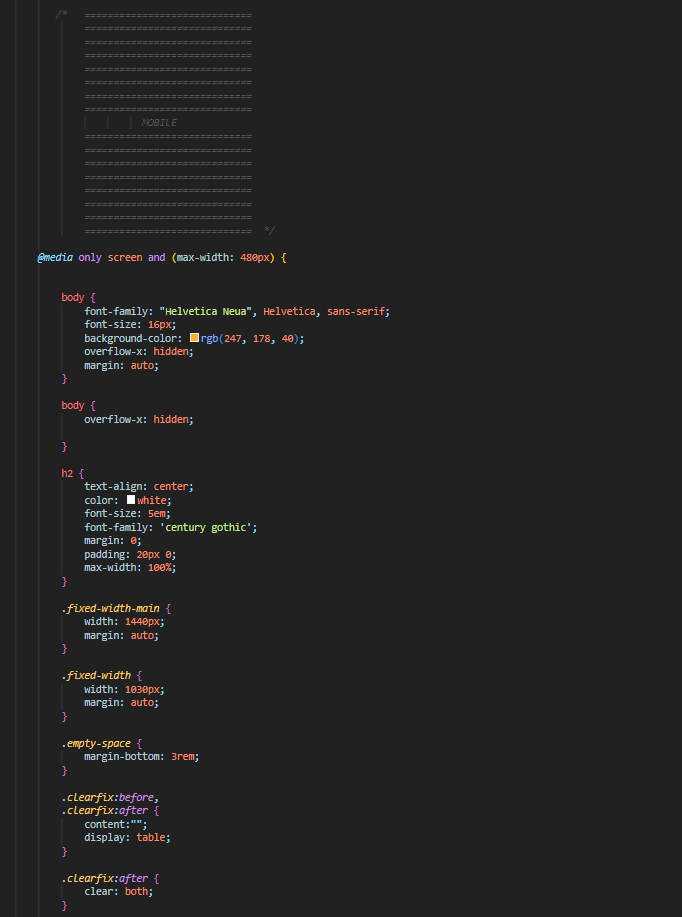 /* =============================
=============================
=============================
=============================
=============================
=============================
=============================
=============================
MOBILE
=============================
=============================
=============================
=============================
=============================
=============================
=============================
============================= */
@media only screen and (max-width: 480px) {
body {
font-family: "Helvetica Neua", Helvetica, sans-serif;
font-size: 16px;
background-color: rgb(247, 178, 40);
overflow-x: hidden;
margin: auto;
}
body {
overflow-x: hidden;
}
h2 {
text-align: center;
color: white;
font-size: 5em;
font-family: 'century gothic';
margin: 0;
padding: 20px 0;
max-width: 100%;
}
.fixed-width-main {
width: 1440px;
margin: auto;
}
.fixed-width {
width: 1030px;
margin: auto;
}
.empty-space {
margin-bottom: 3rem;
}
.clearfix:before,
.clearfix:after {
content:"";
display: table;
}
.clearfix:after {
clear: both;
}